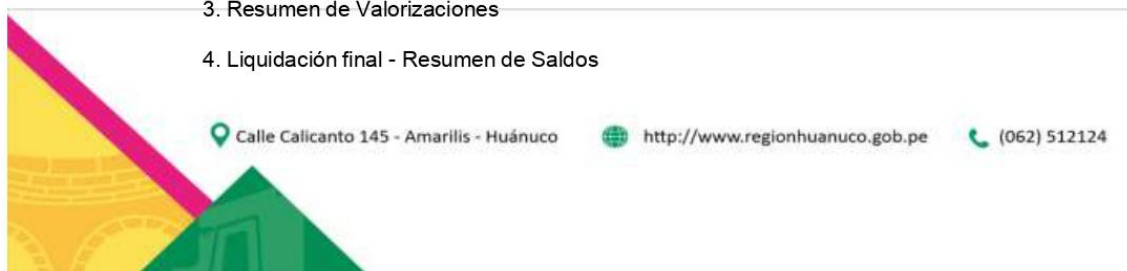 3. Resumen de Valorizaciones
4. Liquidación final - Resumen de Saldos
Calle Calicanto 145 - Amarilis - Huánuco http://www.regionhuanuco.gob.pe (062) 512124